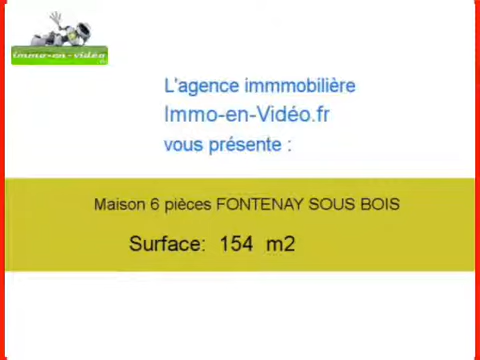 immo-en-vidéo
L'agence immmobilière
Immo-en-Vidéo.fr
vous présente :
Maison 6 pièces FONTENAY SOUS BOIS
Surface: 154 m2